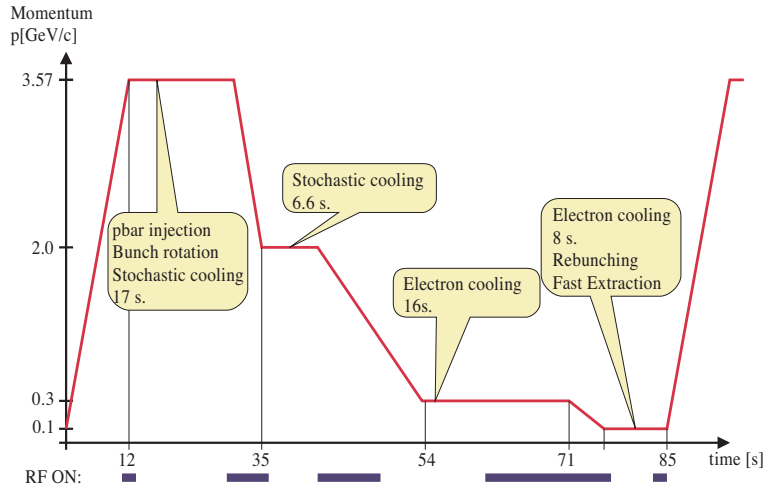 Momentum
p[GeV/c]
3.57
Stochastic cooling
6.6 s.
pbar injection
Bunch rotation
Stochastic cooling
17 s.
Electron cooling
8 s.
Rebunching
Fast Extraction
2.0
Electron cooling
16s.
0.3
0.1
12 35 54 71 85 time [s]
RF ON: